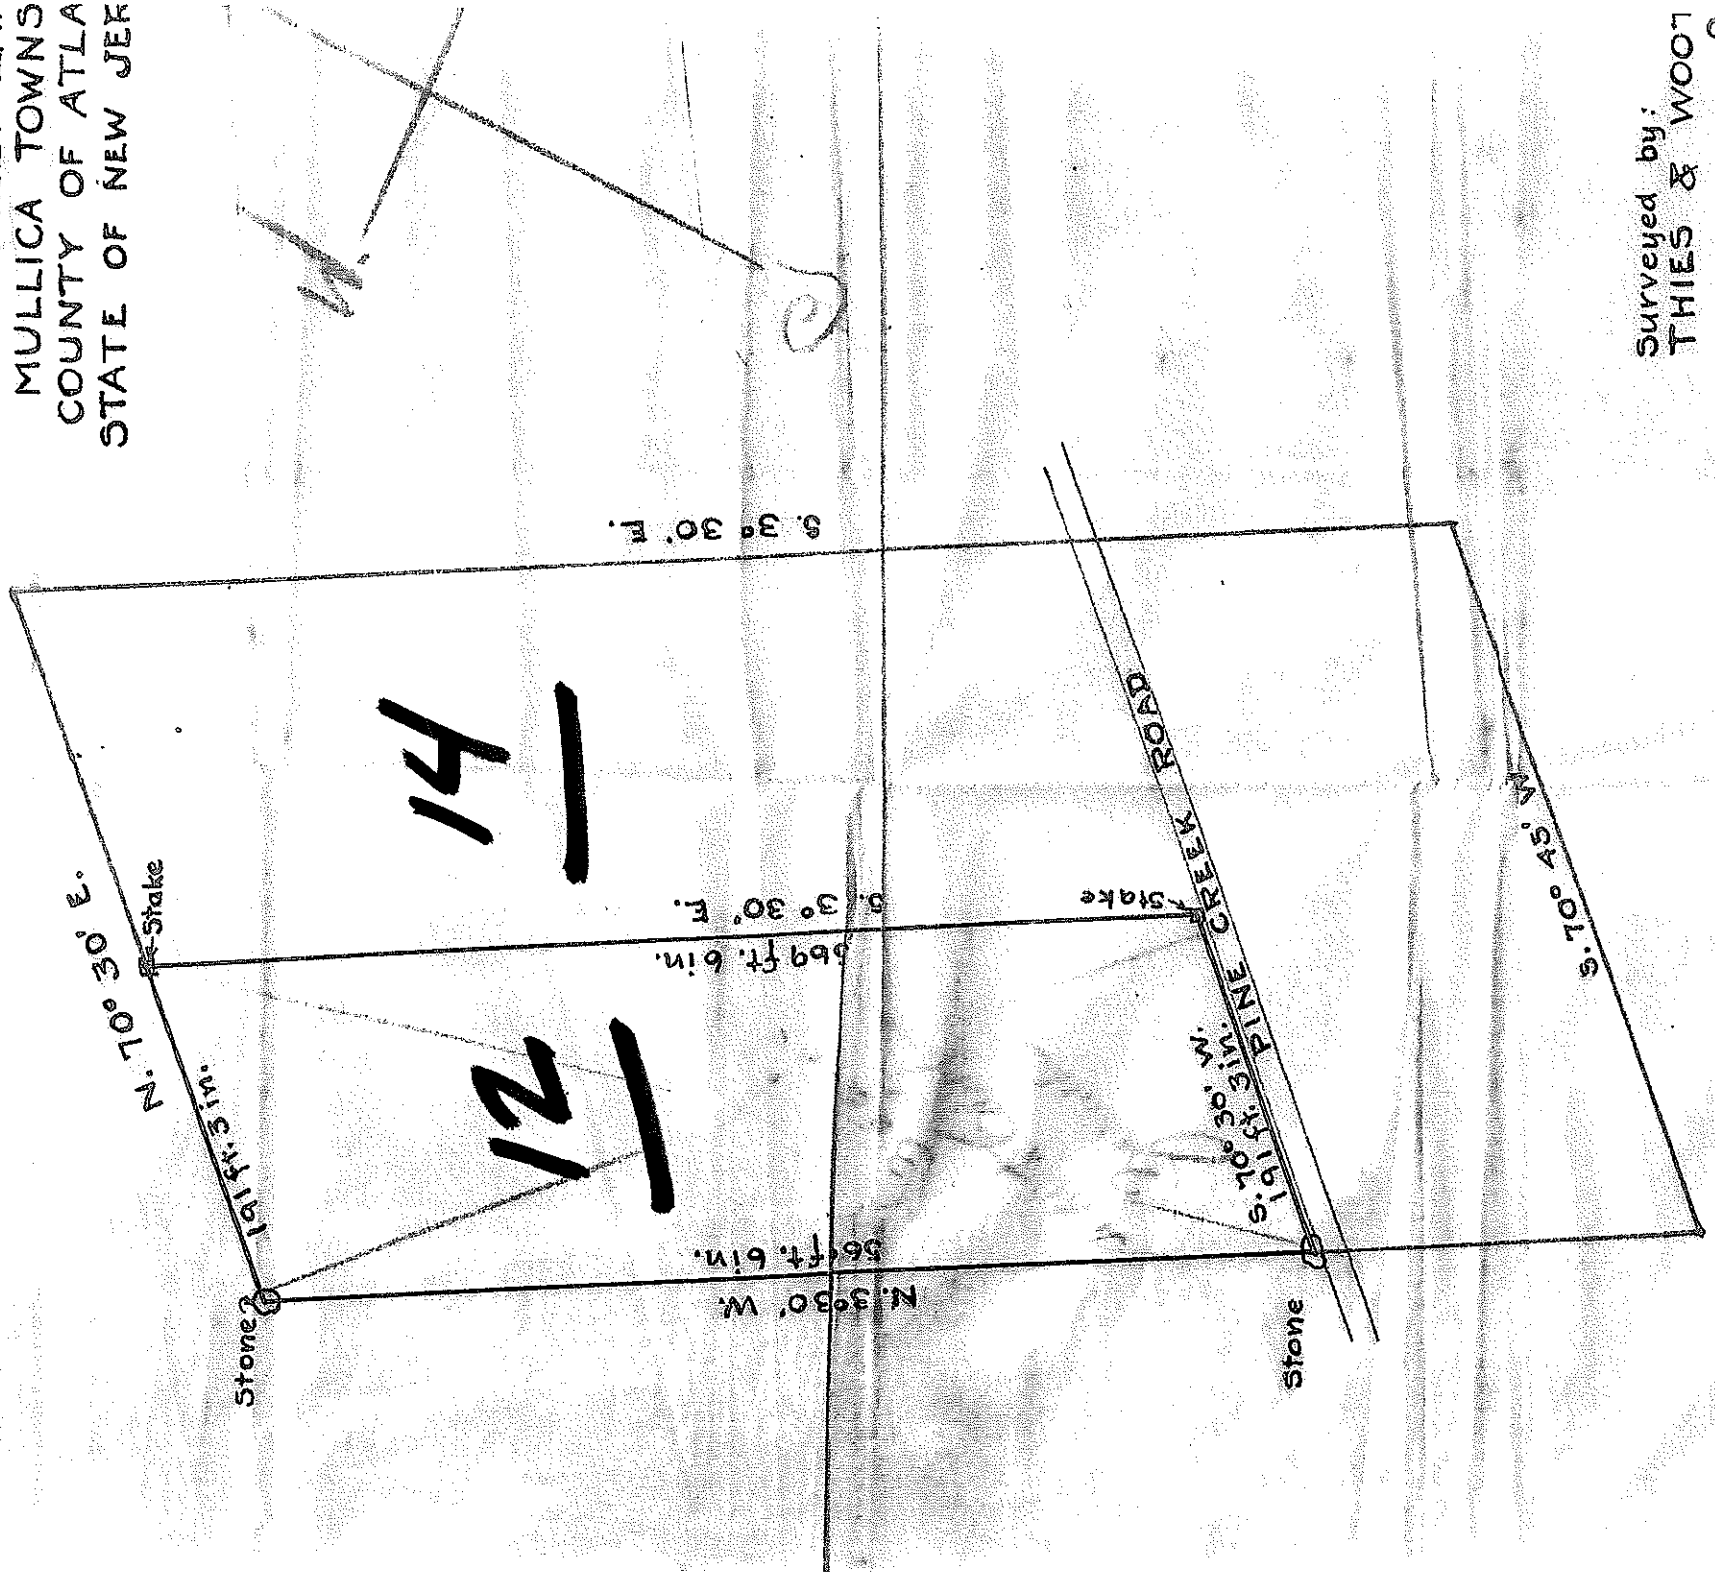 MULLICA TOWNS
COUNTY OF ATLA
STATE OF NEW JER
N. 70° 30' E.
191 ft. 3 in.
Stake
Stone
14
12
S. 3° 30' E.
S. 3° 30' E.
569 ft. 6 in.
56 ft. 6 in.
N. 3° 30' W.
Stake
PINE CREEK ROAD
S. 70° 30' W.
191 ft. 3 in.
Stone
S. 70° 45' W
Surveyed by:
THIES & WOOT